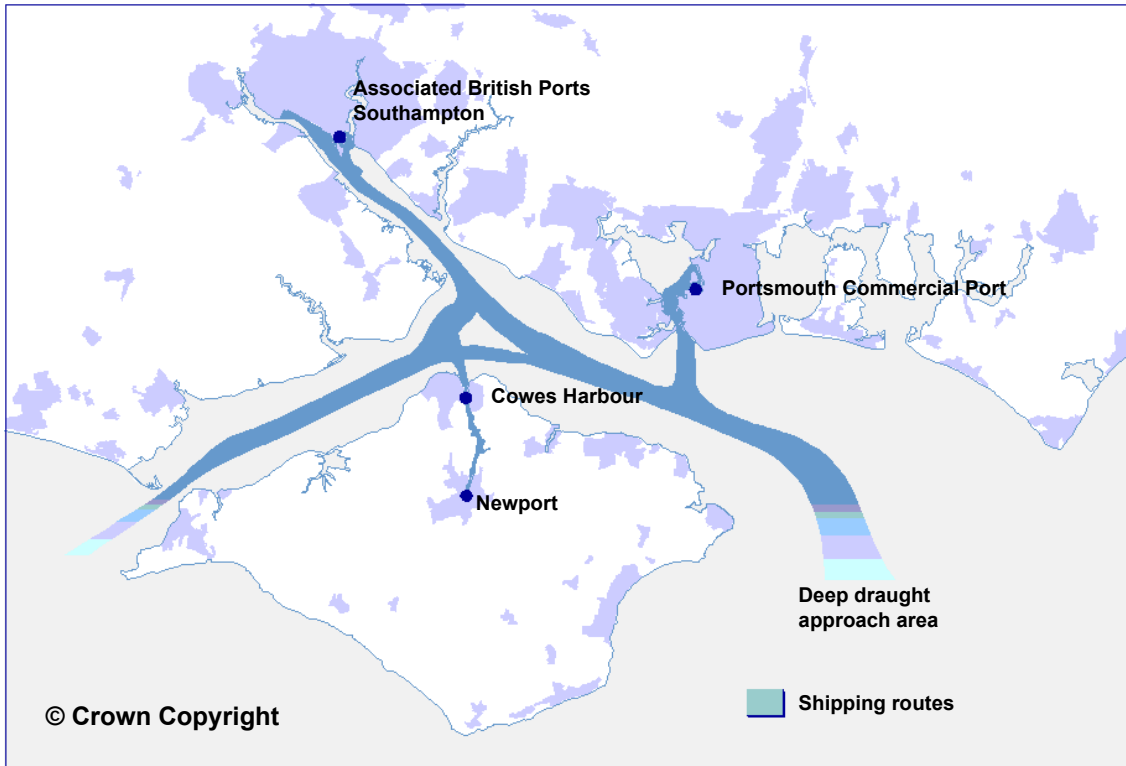 Associated British Ports
Southampton
Portsmouth Commercial Port
Cowes Harbour
Newport
Deep draught
approach area
Shipping routes
© Crown Copyright